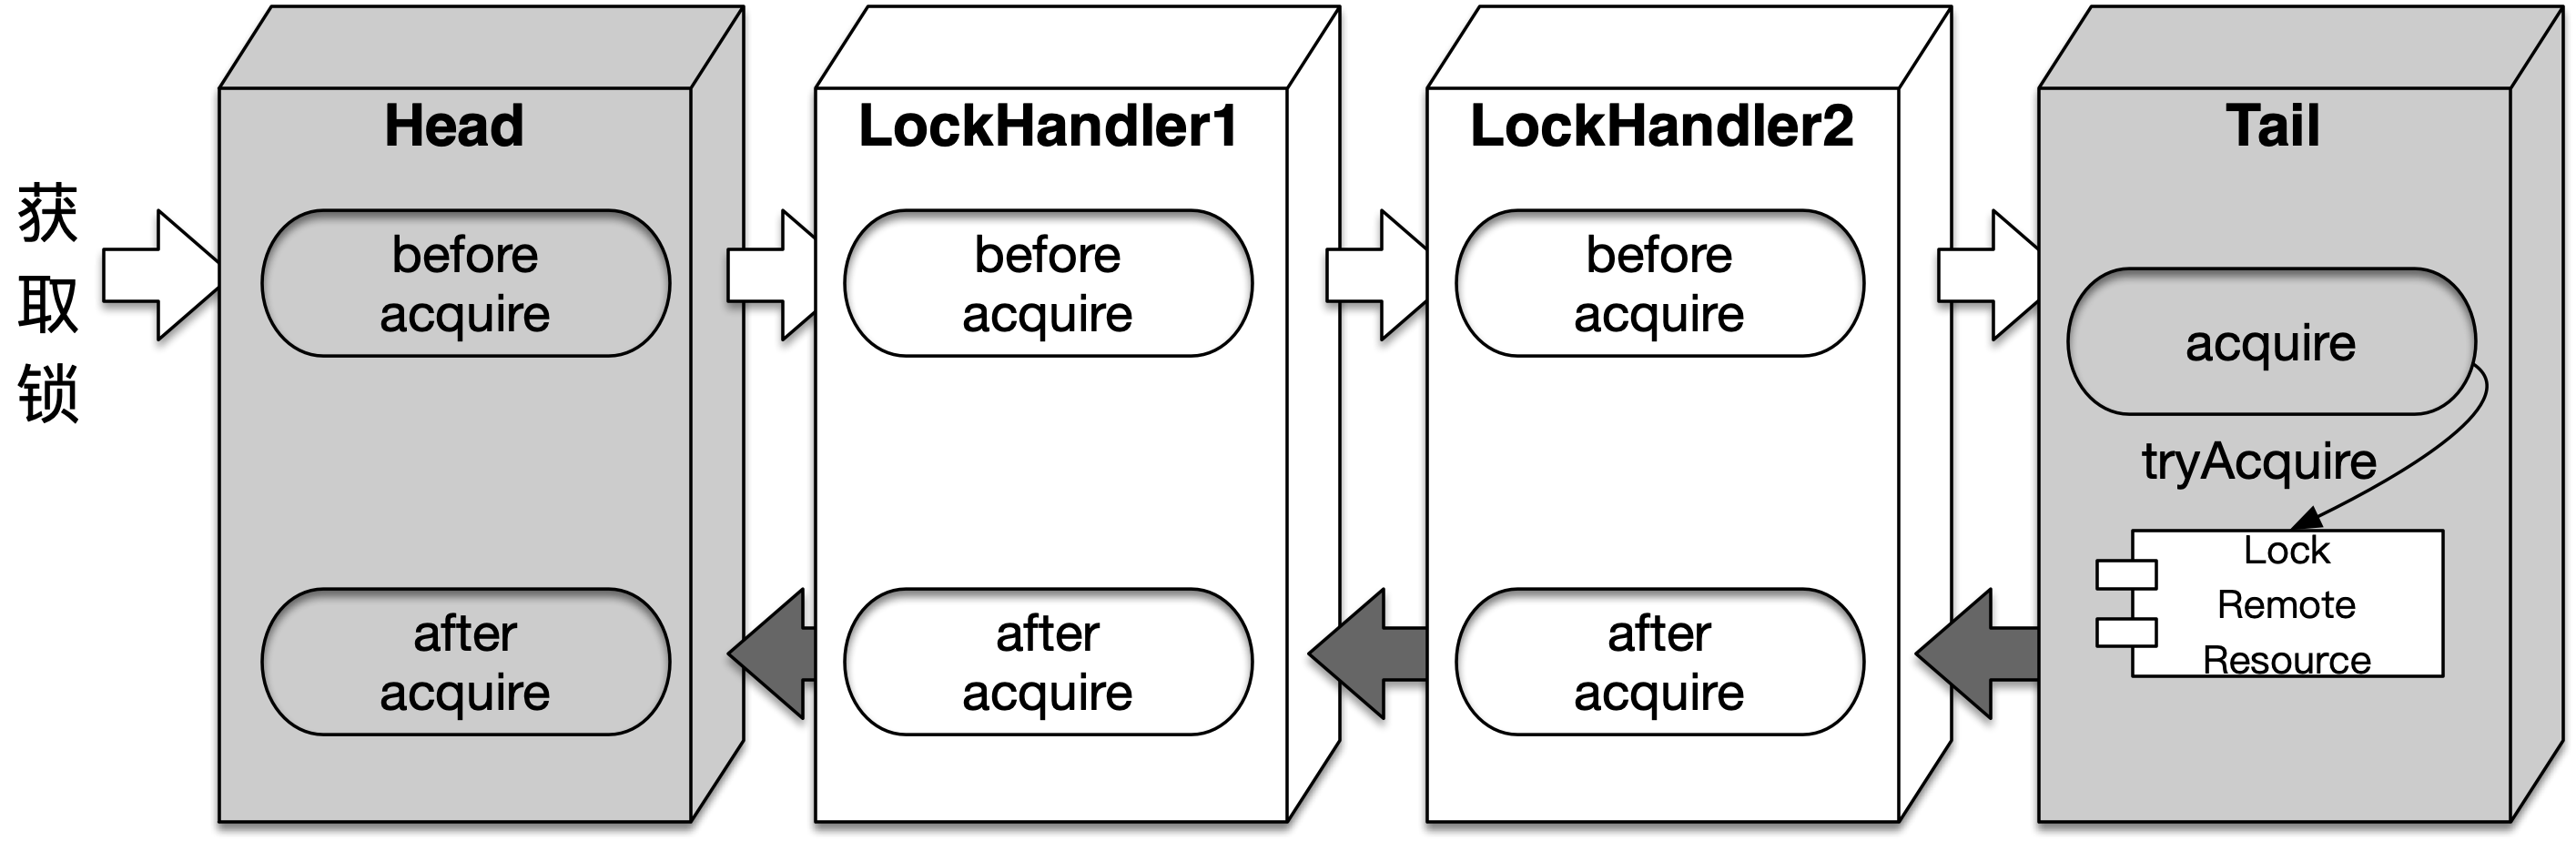 获
取
锁
Head
before
acquire
after
acquire
LockHandler1
before
acquire
after
acquire
LockHandler2
before
acquire
after
acquire
Tail
acquire
tryAcquire
Lock
Remote
Resource